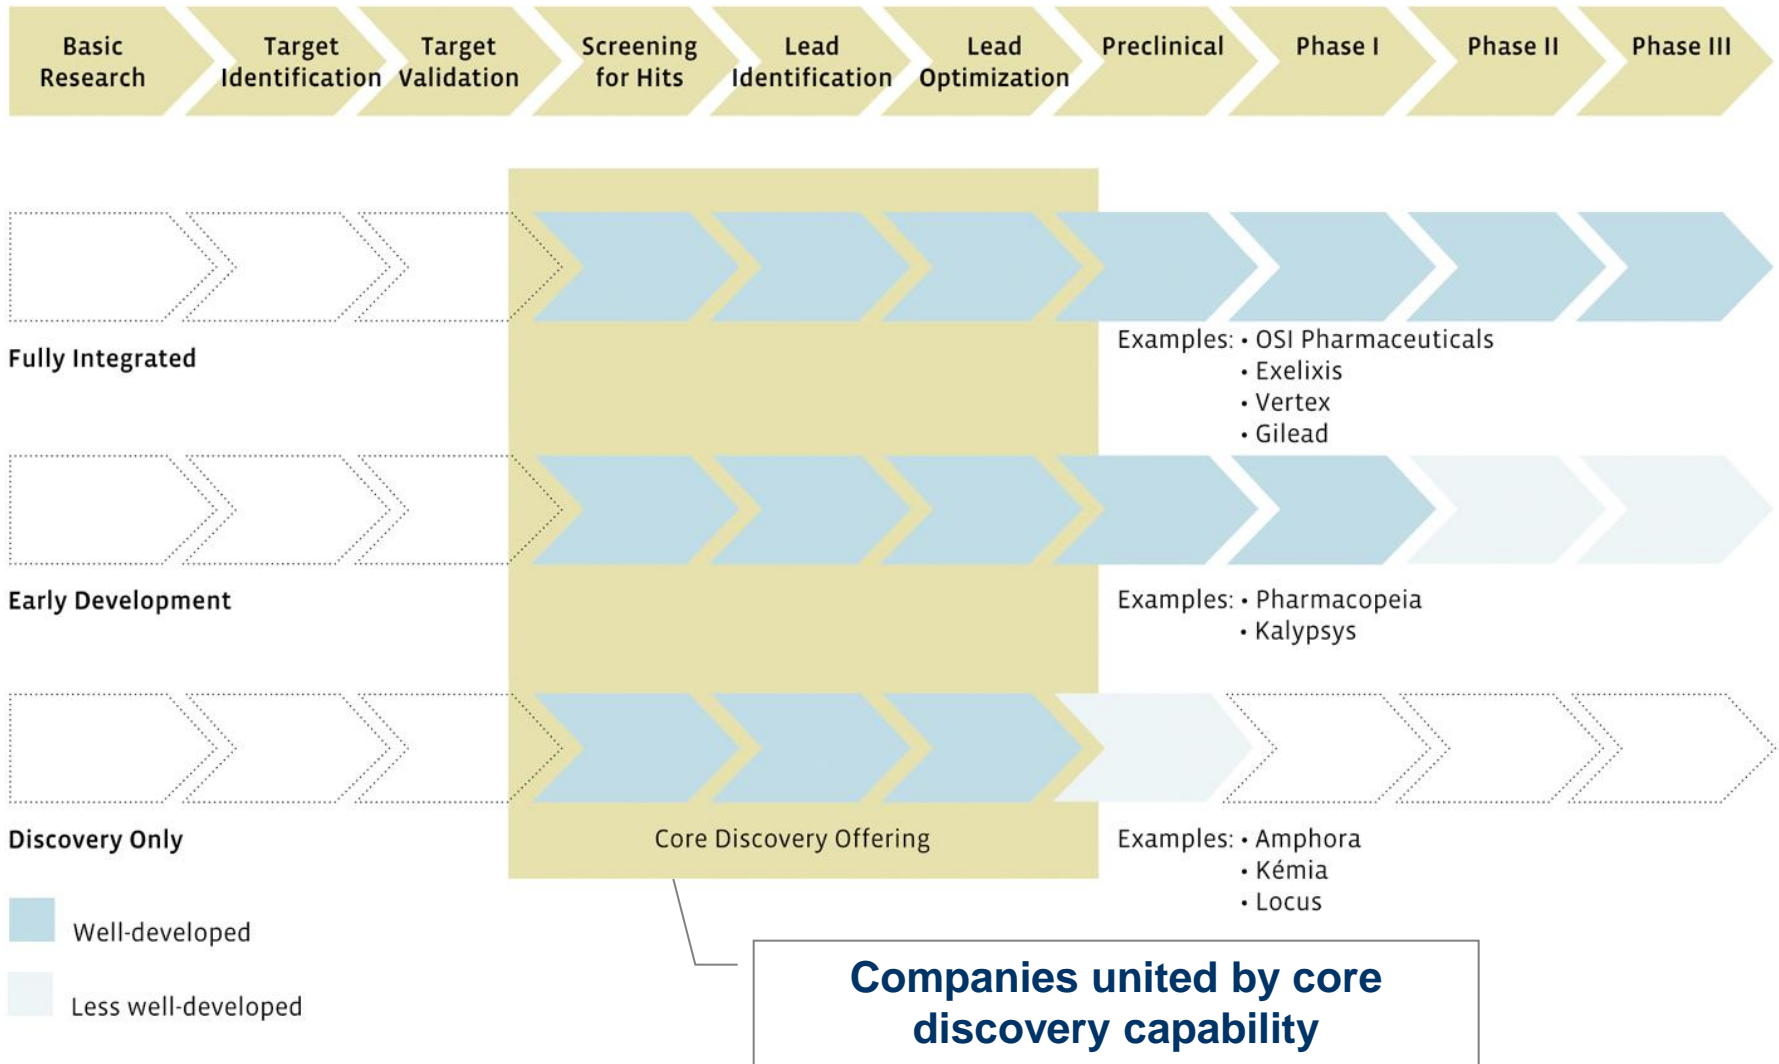 Basic
Research
Target
Identification
Target
Validation
Screening
for Hits
Lead
Identification
Lead
Optimization
Preclinical
Phase I
Phase II
Phase III
Fully Integrated
Examples: • OSI Pharmaceuticals
• Exelixis
• Vertex
• Gilead
Early Development
Examples: • Pharmacopeia
• Kalypsys
Discovery Only
Core Discovery Offering
Examples: • Amphora
• Kémia
• Locus
Well-developed
Less well-developed
Companies united by core
discovery capability